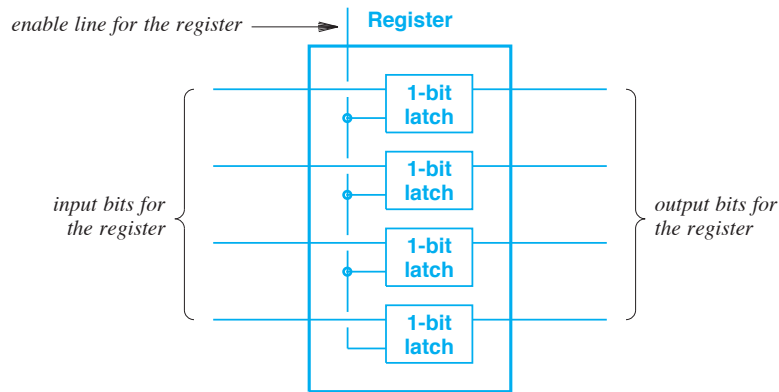 enable line for the register
Register
1-bit
latch
1-bit
latch
input bits for
the register
output bits for
the register
1-bit
latch
1-bit
latch